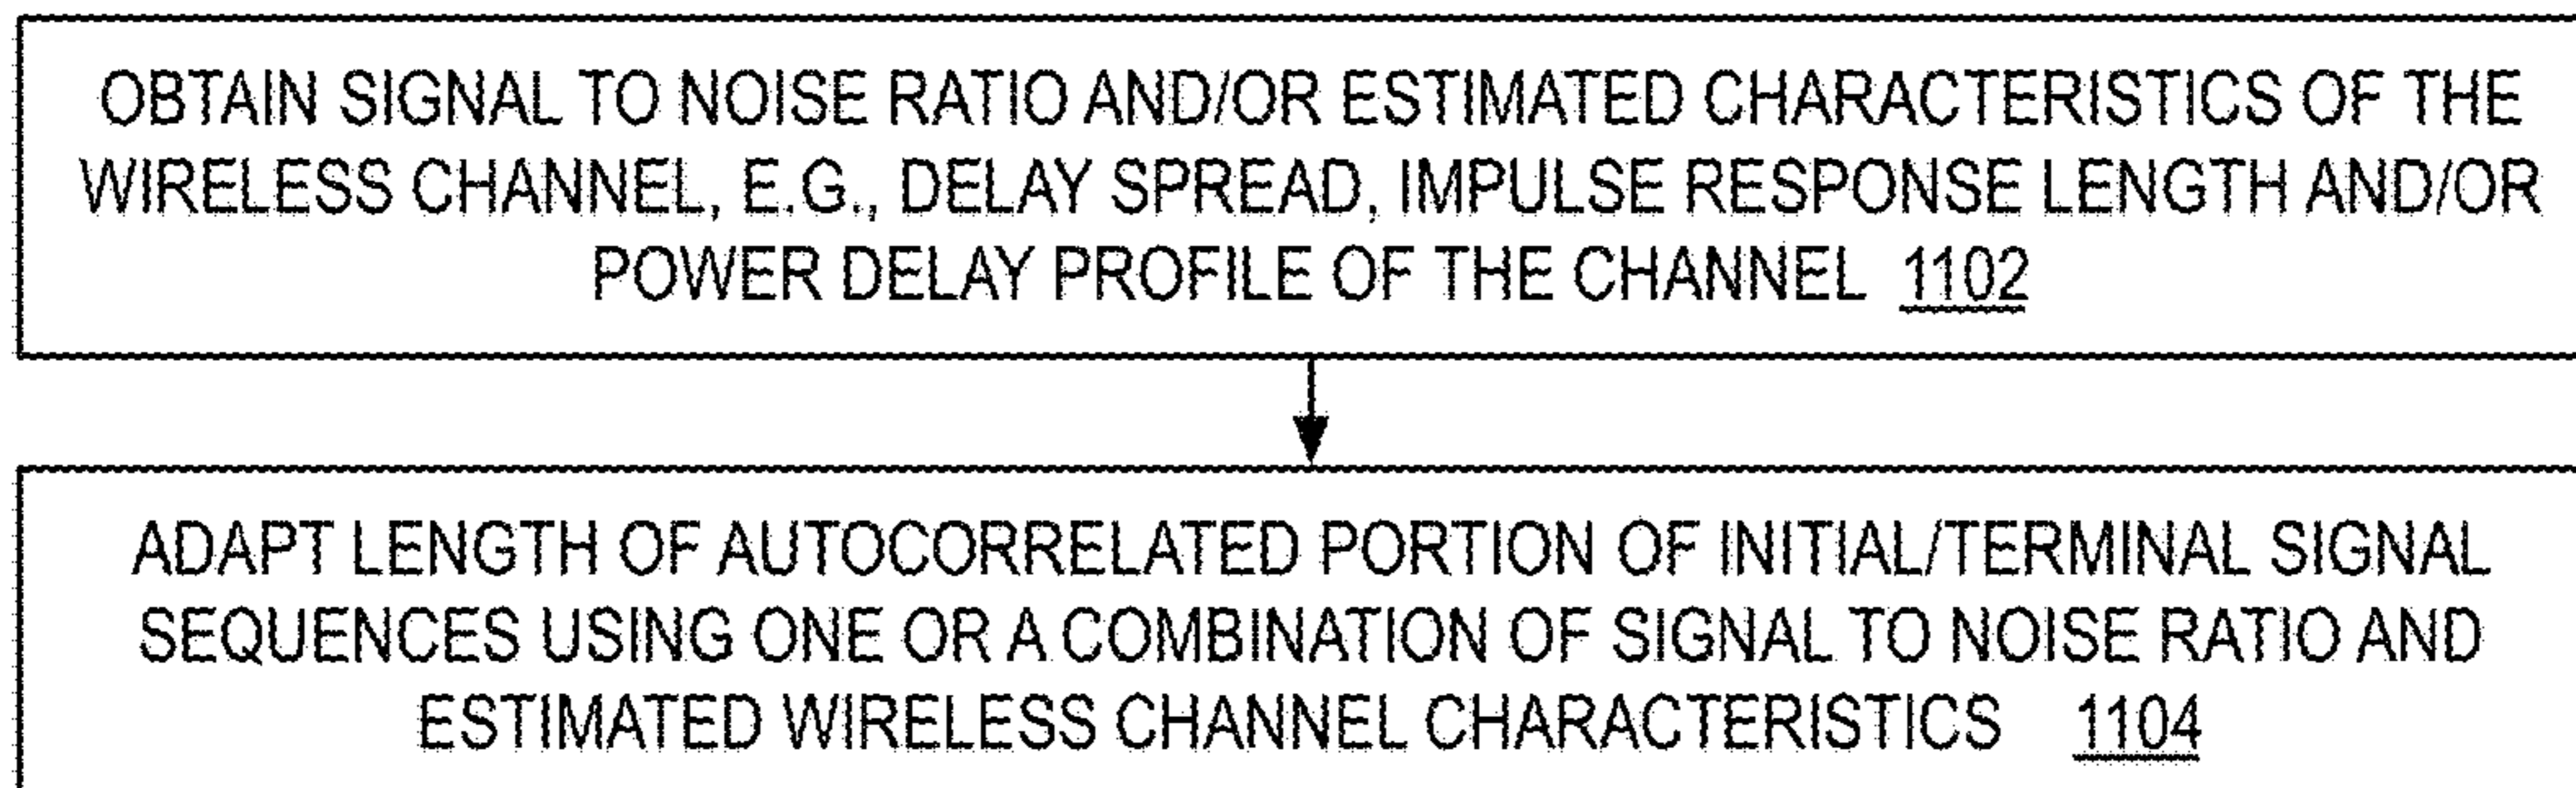 OBTAIN SIGNAL TO NOISE RATIO AND/OR ESTIMATED CHARACTERISTICS OF THE
WIRELESS CHANNEL, E.G., DELAY SPREAD, IMPULSE RESPONSE LENGTH AND/OR
POWER DELAY PROFILE OF THE CHANNEL 1102
ADAPT LENGTH OF AUTOCORRELATED PORTION OF INITIAL/TERMINAL SIGNAL
SEQUENCES USING ONE OR A COMBINATION OF SIGNAL TO NOISE RATIO AND
ESTIMATED WIRELESS CHANNEL CHARACTERISTICS 1104